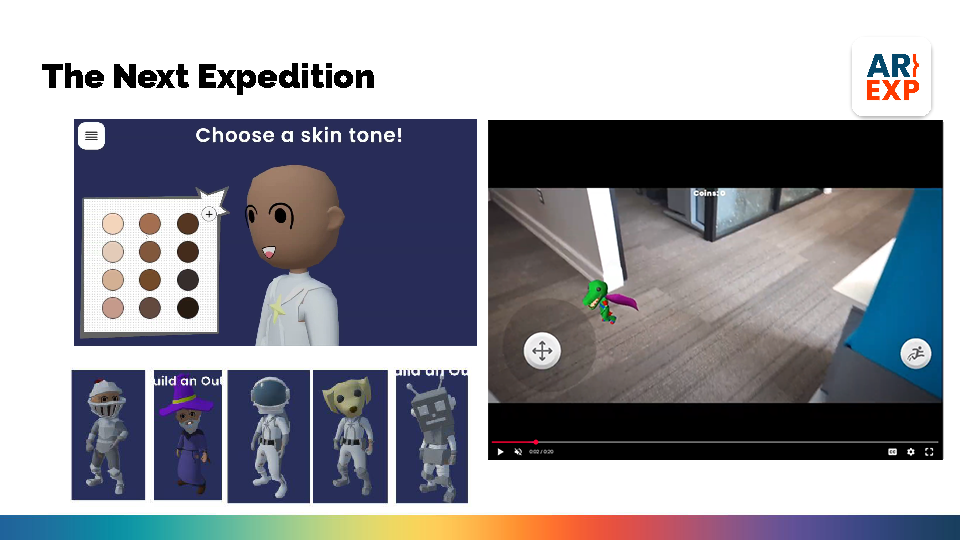 The Next Expedition
AR}
EXP
Choose a skin tone!
Coins: 0
uild an Out
uild an Ou
0:02 / 0:20
CC